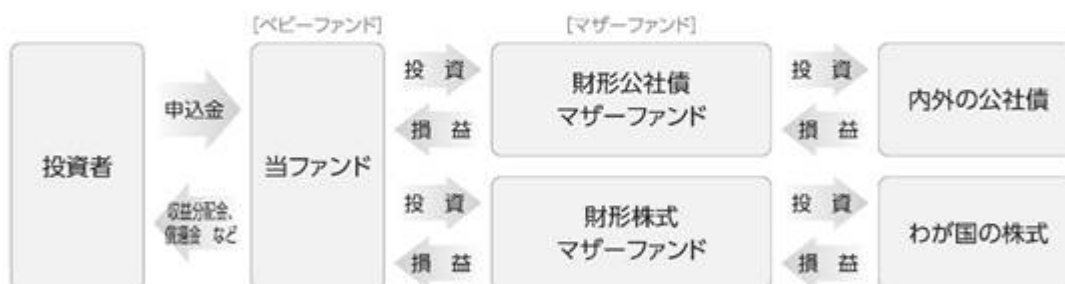 [ベビーファンド]
[マザーファンド]
投資者
申込金
収益分配金、
償還金 など
当ファンド
投 資
損 益
財形公社債
マザーファンド
投 資
損 益
内外の公社債
投 資
損 益
財形株式
マザーファンド
投 資
損 益
わが国の株式